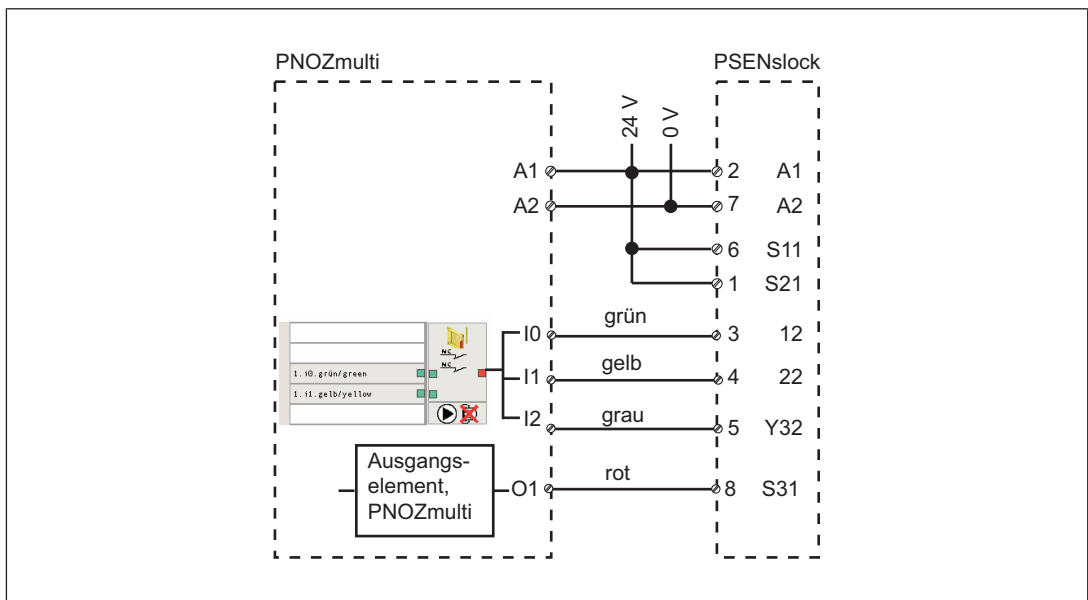 PNOZmulti
PSENslock
24 V
0 V
A1
2 A1
A2
7 A2
6 S11
1 S21
I0
grün
3 12
1.i0.grün/green
NC
NC
I1
gelb
4 22
1.i1.gelb/yellow
I2
grau
5 Y32
Ausgangs-
element,
PNOZmulti
O1
rot
8 S31